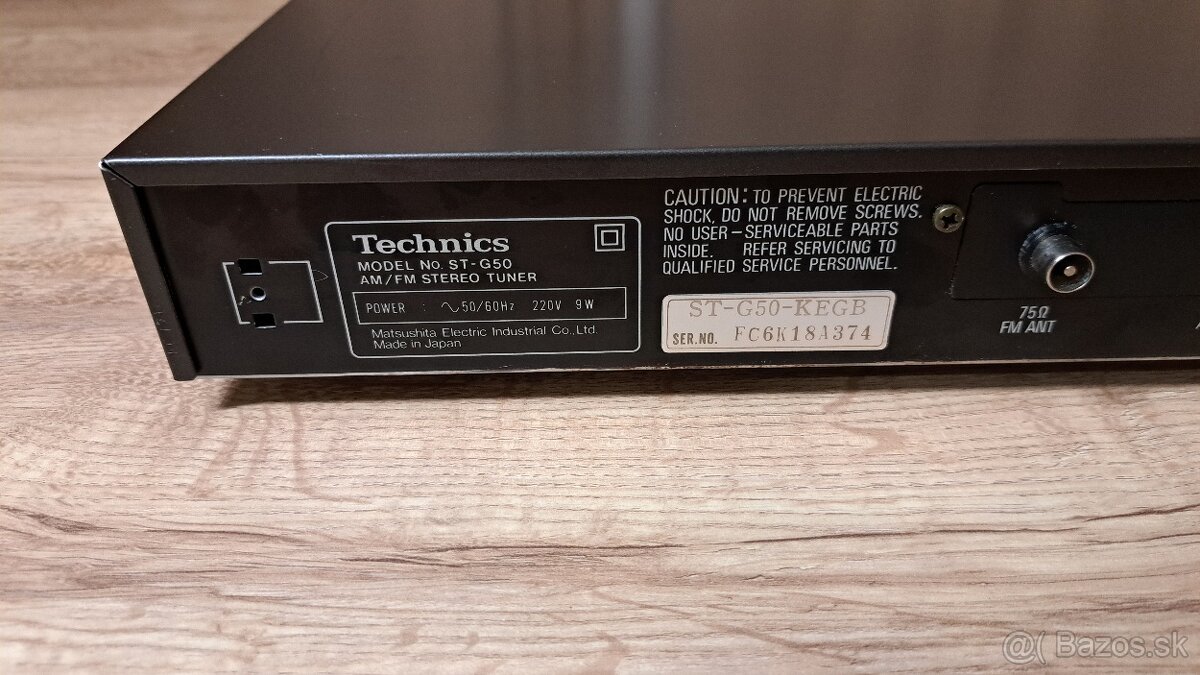 Technics
MODEL No. ST-G50
AM/FM STEREO TUNER
POWER : ∿50/60Hz 220V 9W
Matsushita Electric Industrial Co.,Ltd.
Made in Japan
CAUTION: TO PREVENT ELECTRIC
SHOCK, DO NOT REMOVE SCREWS.
NO USER-SERVICEABLE PARTS
INSIDE. REFER SERVICING TO
QUALIFIED SERVICE PERSONNEL.
ST-G50-KEGB
SER.NO. FC6K18A374
75Ω
FM ANT
@( Bazos.sk